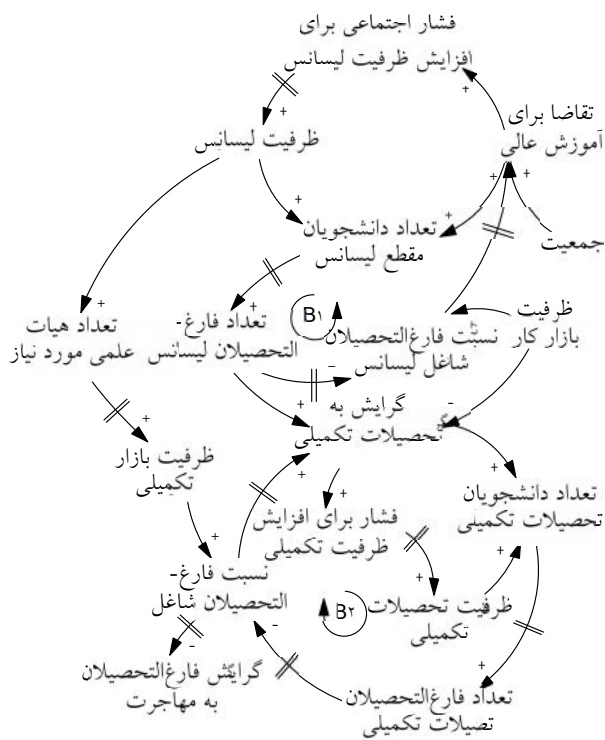 فشار اجتماعی برای
افزایش ظرفیت لیسانس
+
+
تقاضا برای
آموزش عالی
ظرفیت لیسانس
+
+
+
+
تعداد دانشجویان
مقطع لیسانس
جمعیت
+
+
B۱
تعداد هیات
علمی مورد نیاز
تعداد فارغ-
التحصیلان لیسانس
نسبت فارغ‌التحصیلان
شاغل لیسانس
+
ظرفیت
بازار کار
-
+
-
گرایش به
تحصیلات تکمیلی
+
ظرفیت بازار
تکمیلی
+
+
+
تعداد دانشجویان
تحصیلات تکمیلی
فشار برای افزایش
ظرفیت تکمیلی
+
+
+
نسبت فارغ-
التحصیلان شاغل
B۲
ظرفیت تحصیلات
تکمیلی
-
-
+
گرایش فارغ‌التحصیلان
به مهاجرت
تعداد فارغ‌التحصیلان
تصیلات تکمیلی